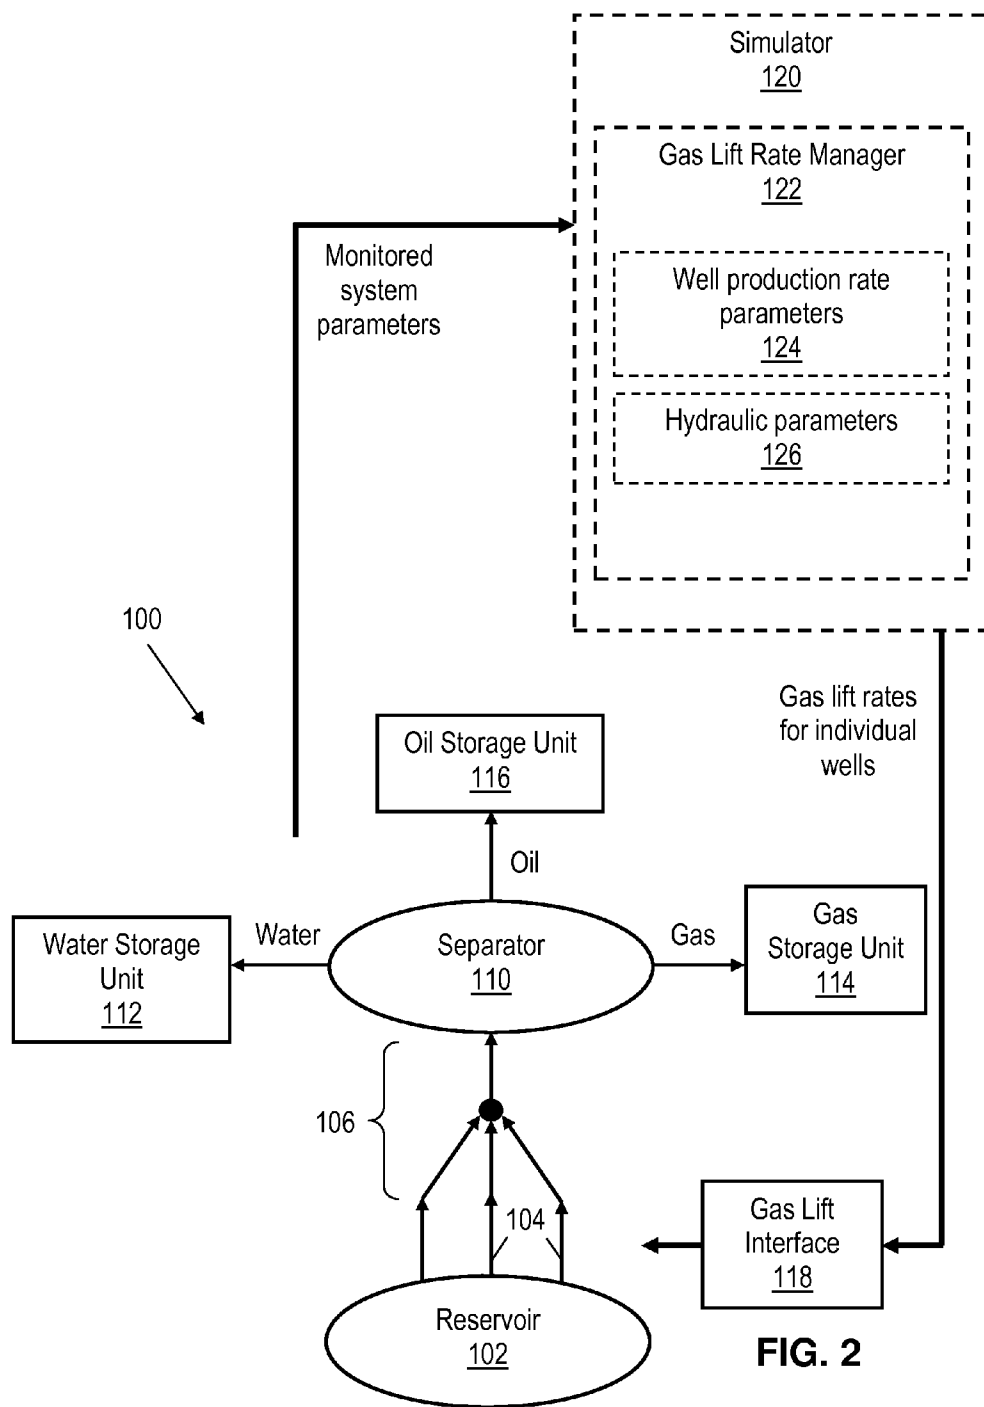 Simulator
120
Gas Lift Rate Manager
122
Monitored
system
parameters
Well production rate
parameters
124
Hydraulic parameters
126
100
Gas lift rates
for individual
wells
Oil Storage Unit
116
Oil
Water Storage
Unit
112
Water
Separator
110
Gas
Gas
Storage Unit
114
106
104
Gas Lift
Interface
118
Reservoir
102
FIG. 2